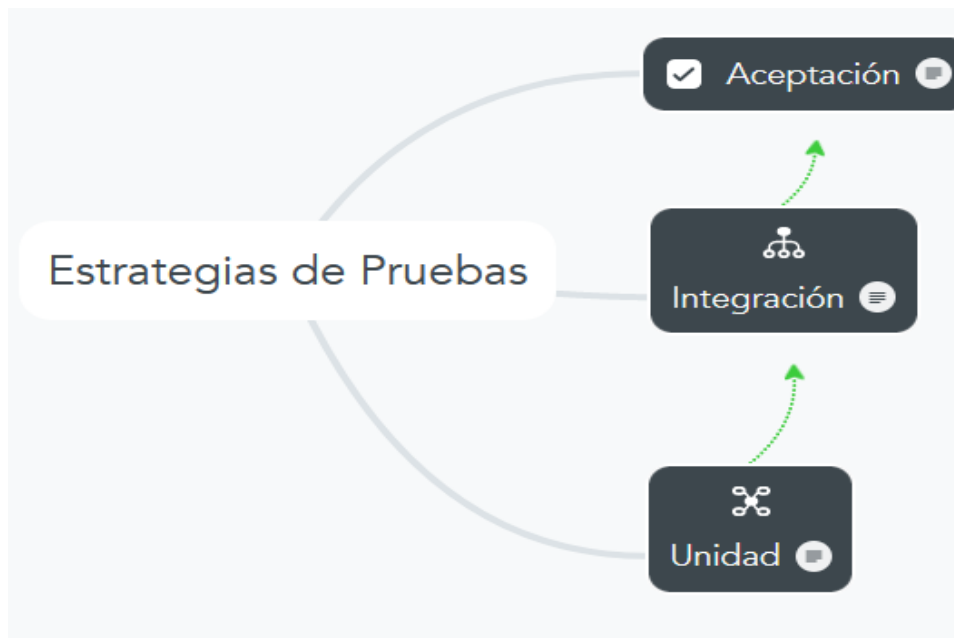 Estrategias de Pruebas
Aceptación
Integración
Unidad